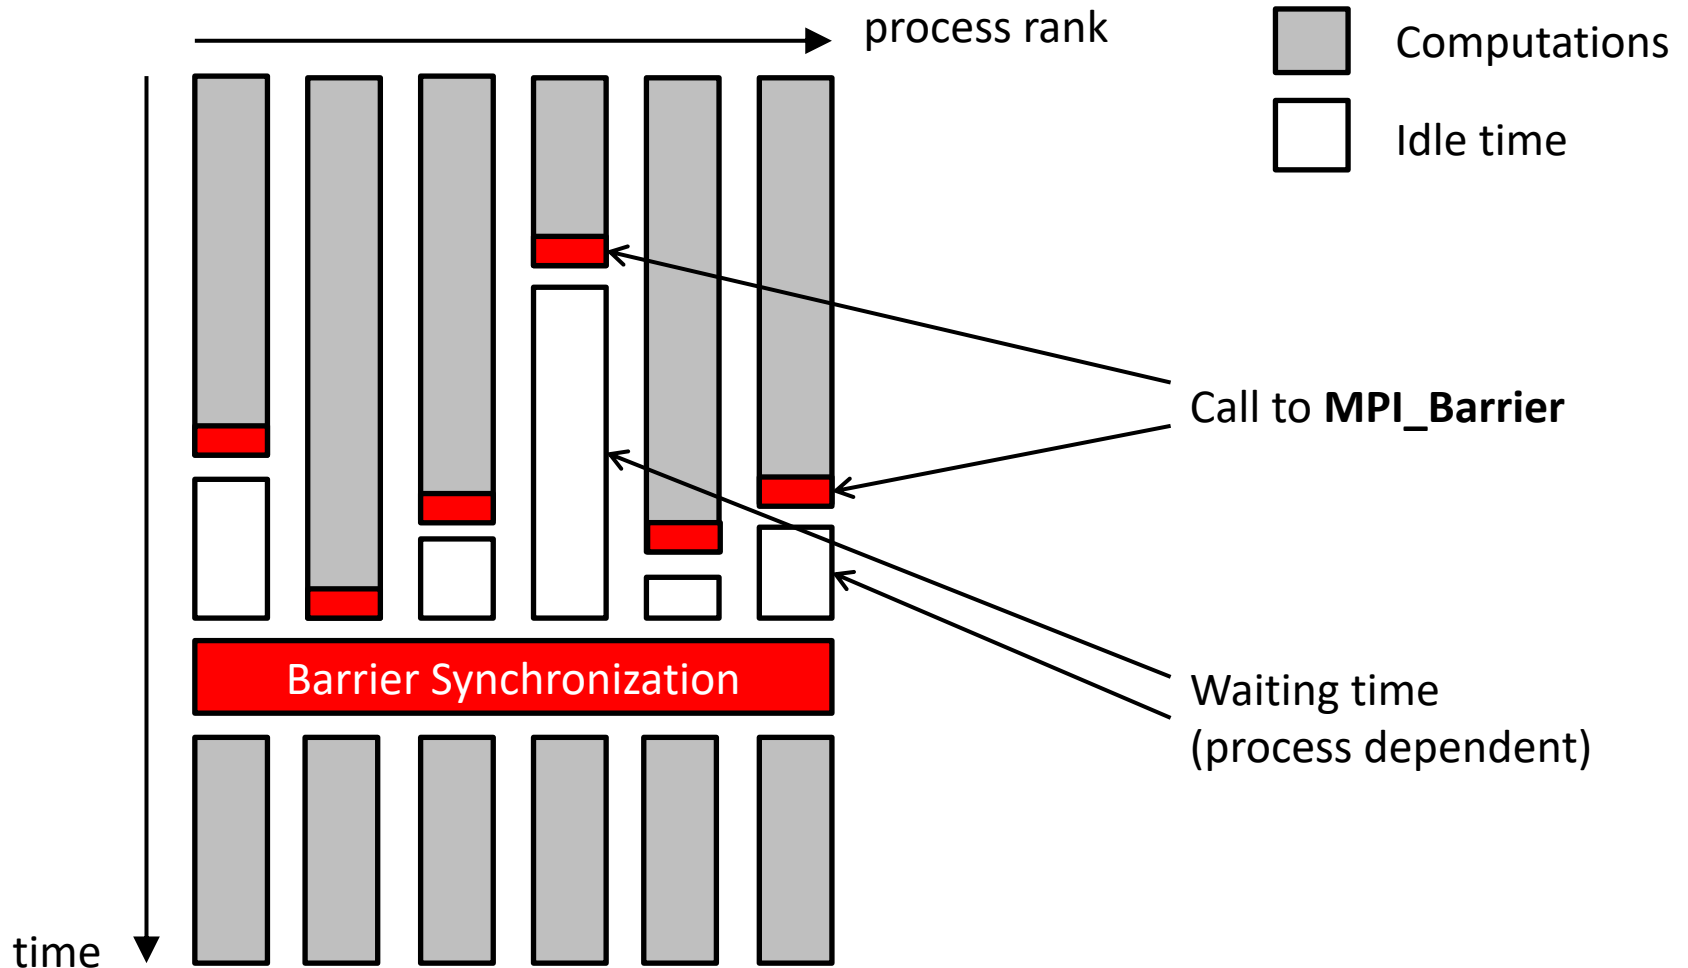 process rank
Computations
Idle time
Call to MPI_Barrier
Barrier Synchronization
Waiting time
(process dependent)
time